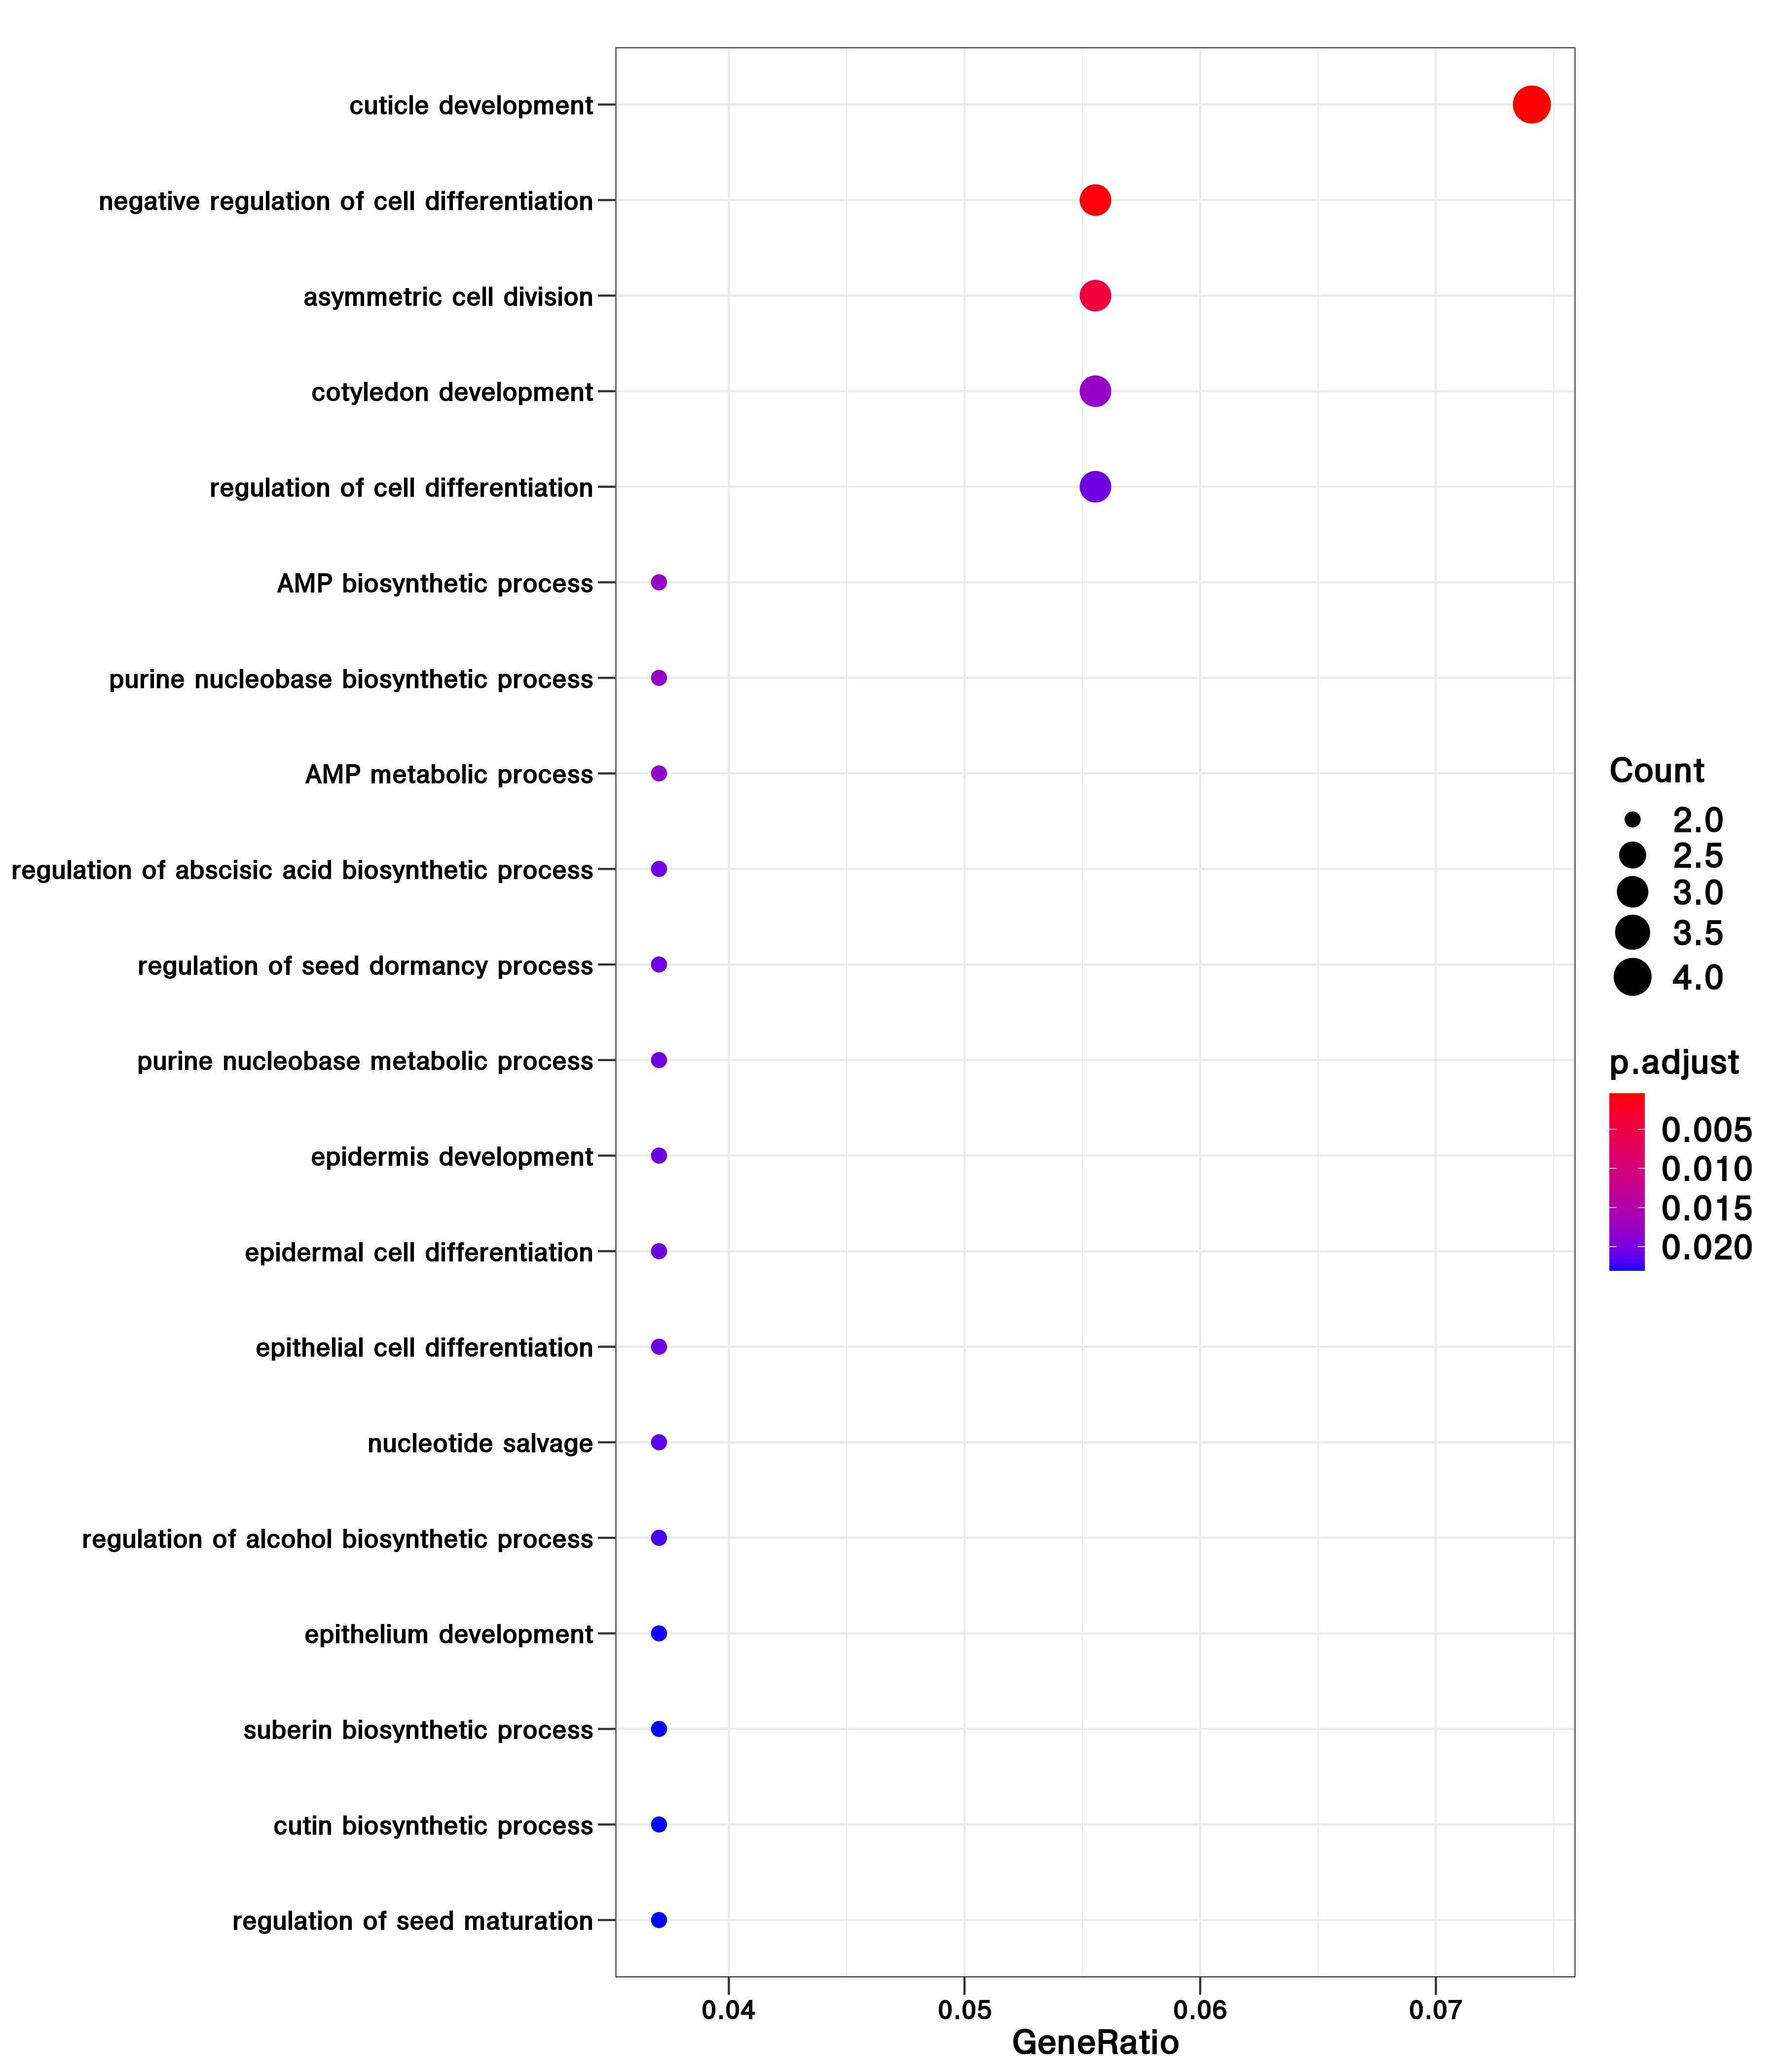 cuticle development
negative regulation of cell differentiation
asymmetric cell division
cotyledon development
regulation of cell differentiation
AMP biosynthetic process
purine nucleobase biosynthetic process
AMP metabolic process
regulation of abscisic acid biosynthetic process
regulation of seed dormancy process
purine nucleobase metabolic process
epidermis development
epidermal cell differentiation
epithelial cell differentiation
nucleotide salvage
regulation of alcohol biosynthetic process
epithelium development
suberin biosynthetic process
cutin biosynthetic process
regulation of seed maturation
0.04 0.05 0.06 0.07
GeneRatio
Count
2.0
2.5
3.0
3.5
4.0
p.adjust
0.005
0.010
0.015
0.020